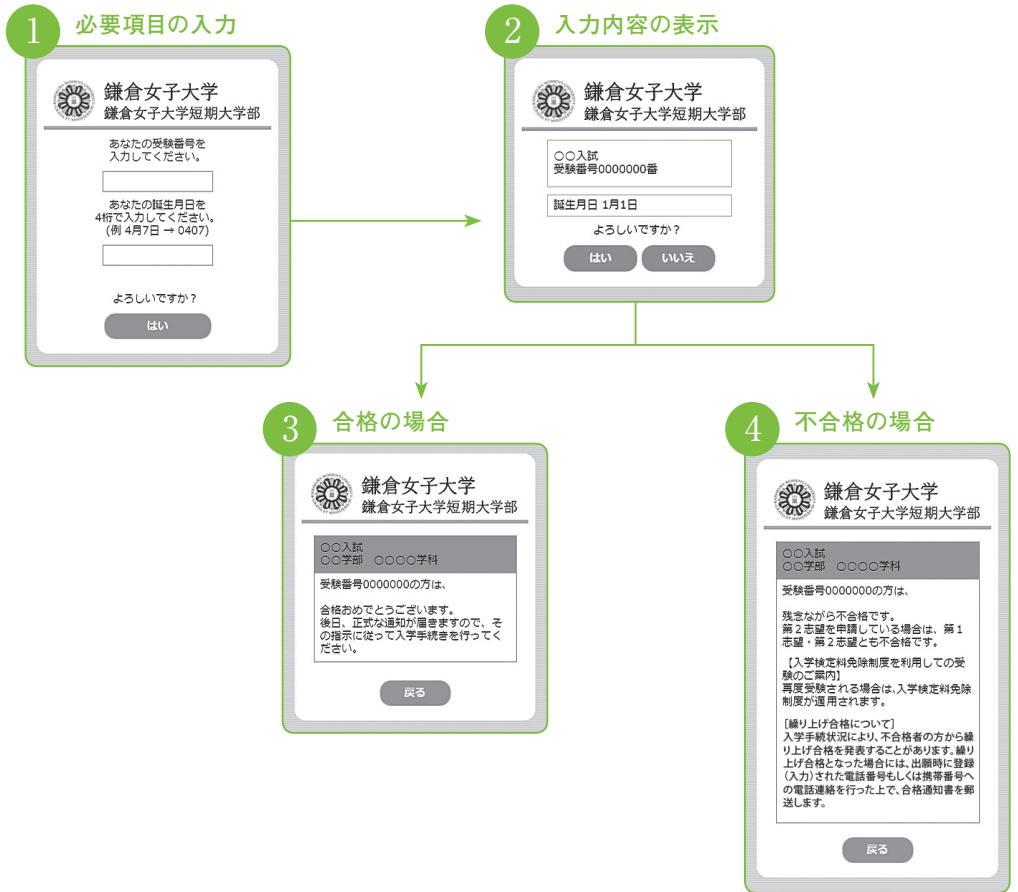 1 必要項目の入力
鎌倉女子大学
鎌倉女子大学短期大学部
あなたの受験番号を
入力してください。
あなたの誕生月日を
4桁で入力してください。
(例 4月7日 → 0407)
よろしいですか？
はい
2 入力内容の表示
鎌倉女子大学
鎌倉女子大学短期大学部
○○入試
受験番号0000000番
誕生月日 1月1日
よろしいですか？
はい いいえ
3 合格の場合
鎌倉女子大学
鎌倉女子大学短期大学部
○○入試
○○学部 ○○○○学科
受験番号0000000の方は、
合格おめでとうございます。
後日、正式な通知が届きますので、そ
の指示に従って入学手続きを行ってく
ださい。
戻る
4 不合格の場合
鎌倉女子大学
鎌倉女子大学短期大学部
○○入試
○○学部 ○○○○学科
受験番号0000000の方は、
残念ながら不合格です。
第２志望を申請している場合は、第１
志望・第２志望とも不合格です。
【入学検定料免除制度を利用しての受
験のご案内】
再度受験される場合は、入学検定料免除
制度が適用されます。
［繰り上げ合格について］
入学手続状況により、不合格者の方から繰
り上げ合格を発表することがあります。繰り
上げ合格となった場合には、出願時に登録
（入力）された電話番号もしくは携帯番号へ
の電話連絡を行った上で、合格通知書を郵
送します。
戻る